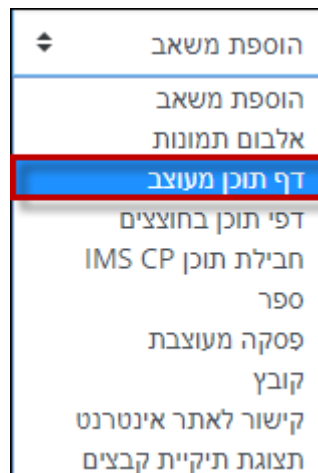 הוספת משאב
הוספת משאב
אלבום תמונות
דף תוכן מעוצב
דפי תוכן בחוצצים
חבילת תוכן IMS CP
ספר
פסקה מעוצבת
קובץ
קישור לאתר אינטרנט
תצוגת תיקיית קבצים